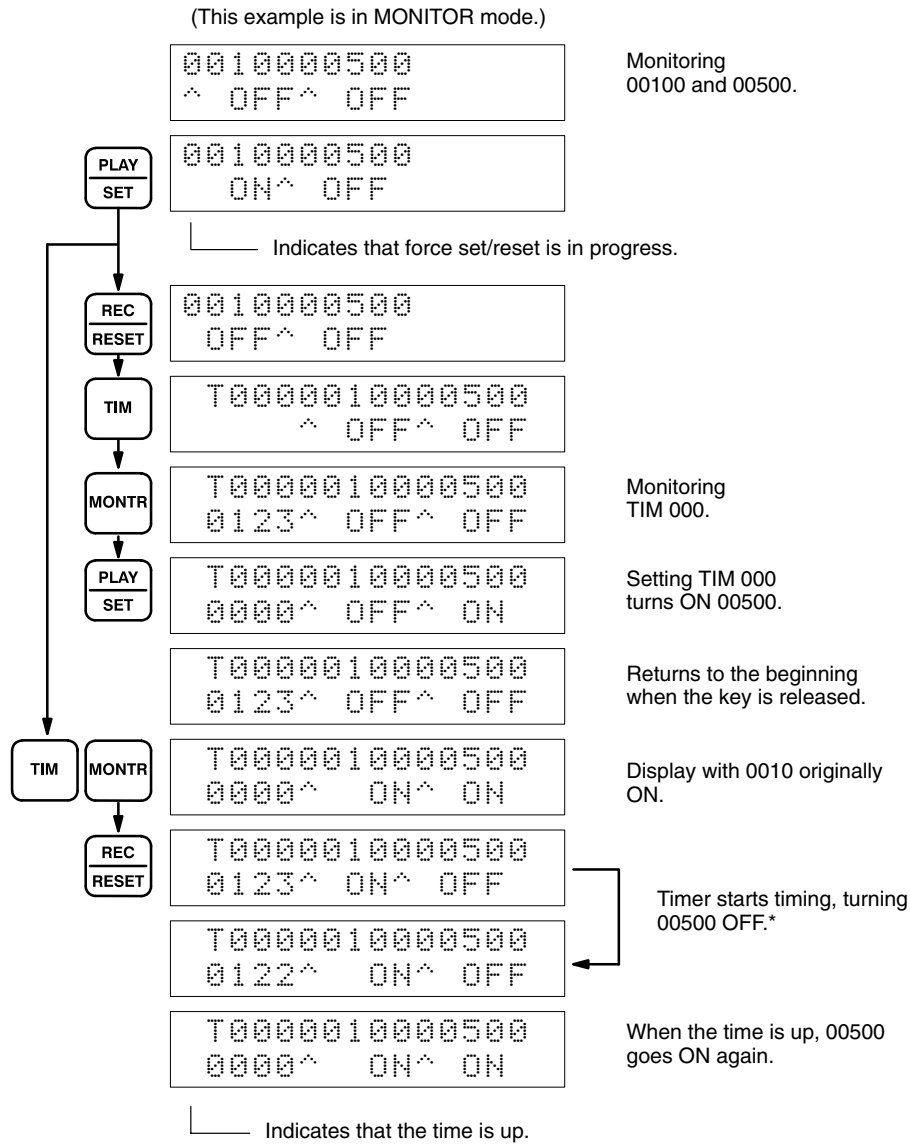 (This example is in MONITOR mode.)
0010000500
^ OFF^ OFF
Monitoring
00100 and 00500.
PLAY
SET
0010000500
ON^ OFF
Indicates that force set/reset is in progress.
REC
RESET
0010000500
OFF^ OFF
TIM
T0000010000500
^ OFF^ OFF
MONTR
T0000010000500
0123^ OFF^ OFF
Monitoring
TIM 000.
PLAY
SET
T0000010000500
0000^ OFF^ ON
Setting TIM 000
turns ON 00500.
T0000010000500
0123^ OFF^ OFF
Returns to the beginning
when the key is released.
TIM
MONTR
T0000010000500
0000^ ON^ ON
Display with 0010 originally
ON.
REC
RESET
T0000010000500
0123^ ON^ OFF
Timer starts timing, turning
00500 OFF.*
T0000010000500
0122^ ON^ OFF
T0000010000500
0000^ ON^ ON
When the time is up, 00500
goes ON again.
Indicates that the time is up.